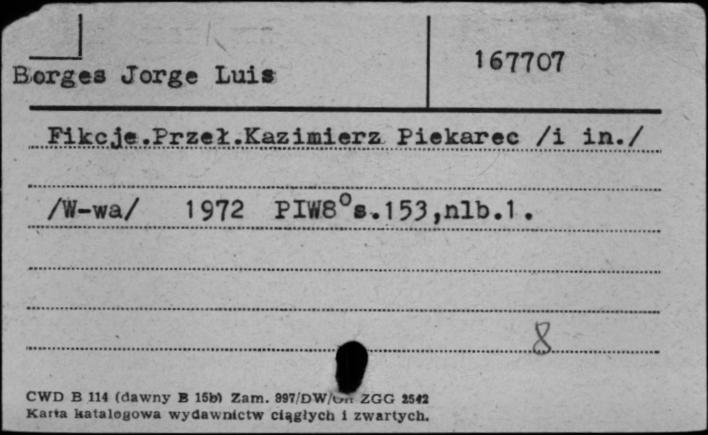 167707
Borges Jorge Luis
Fikcje.Przeł.Kazimierz Piekarec /i in./
/W-wa/ 1972 PIW8°s.153,nlb.1.
8
CWD B 114 (dawny B 15b) Zam. 997/DW/ ZGG 2542
Karta katalogowa wydawnictw ciągłych i zwartych.